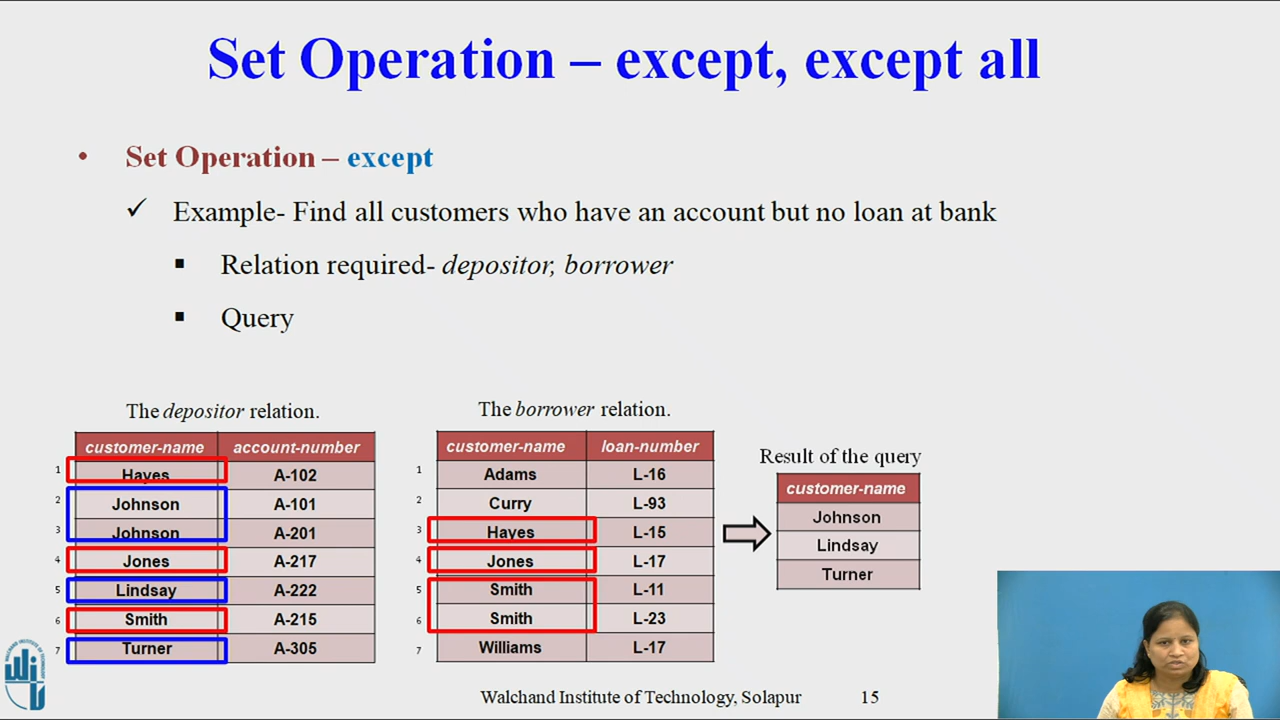 Set Operation – except, except all
• Set Operation – except
✓ Example- Find all customers who have an account but no loan at bank
▪ Relation required- depositor, borrower
▪ Query
The depositor relation.
customer-name account-number
1 Hayes A-102
2 Johnson A-101
3 Johnson A-201
4 Jones A-217
5 Lindsay A-222
6 Smith A-215
7 Turner A-305
The borrower relation.
customer-name loan-number
1 Adams L-16
2 Curry L-93
3 Hayes L-15
4 Jones L-17
5 Smith L-11
6 Smith L-23
7 Williams L-17
Result of the query
customer-name
Johnson
Lindsay
Turner
Walchand Institute of Technology, Solapur 15